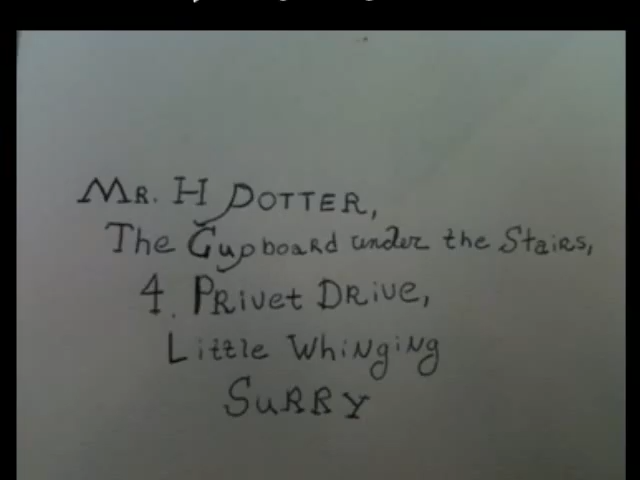 Mr. H Potter,
The Cupboard under the Stairs,
4. Privet Drive,
Little Whinging
Surry